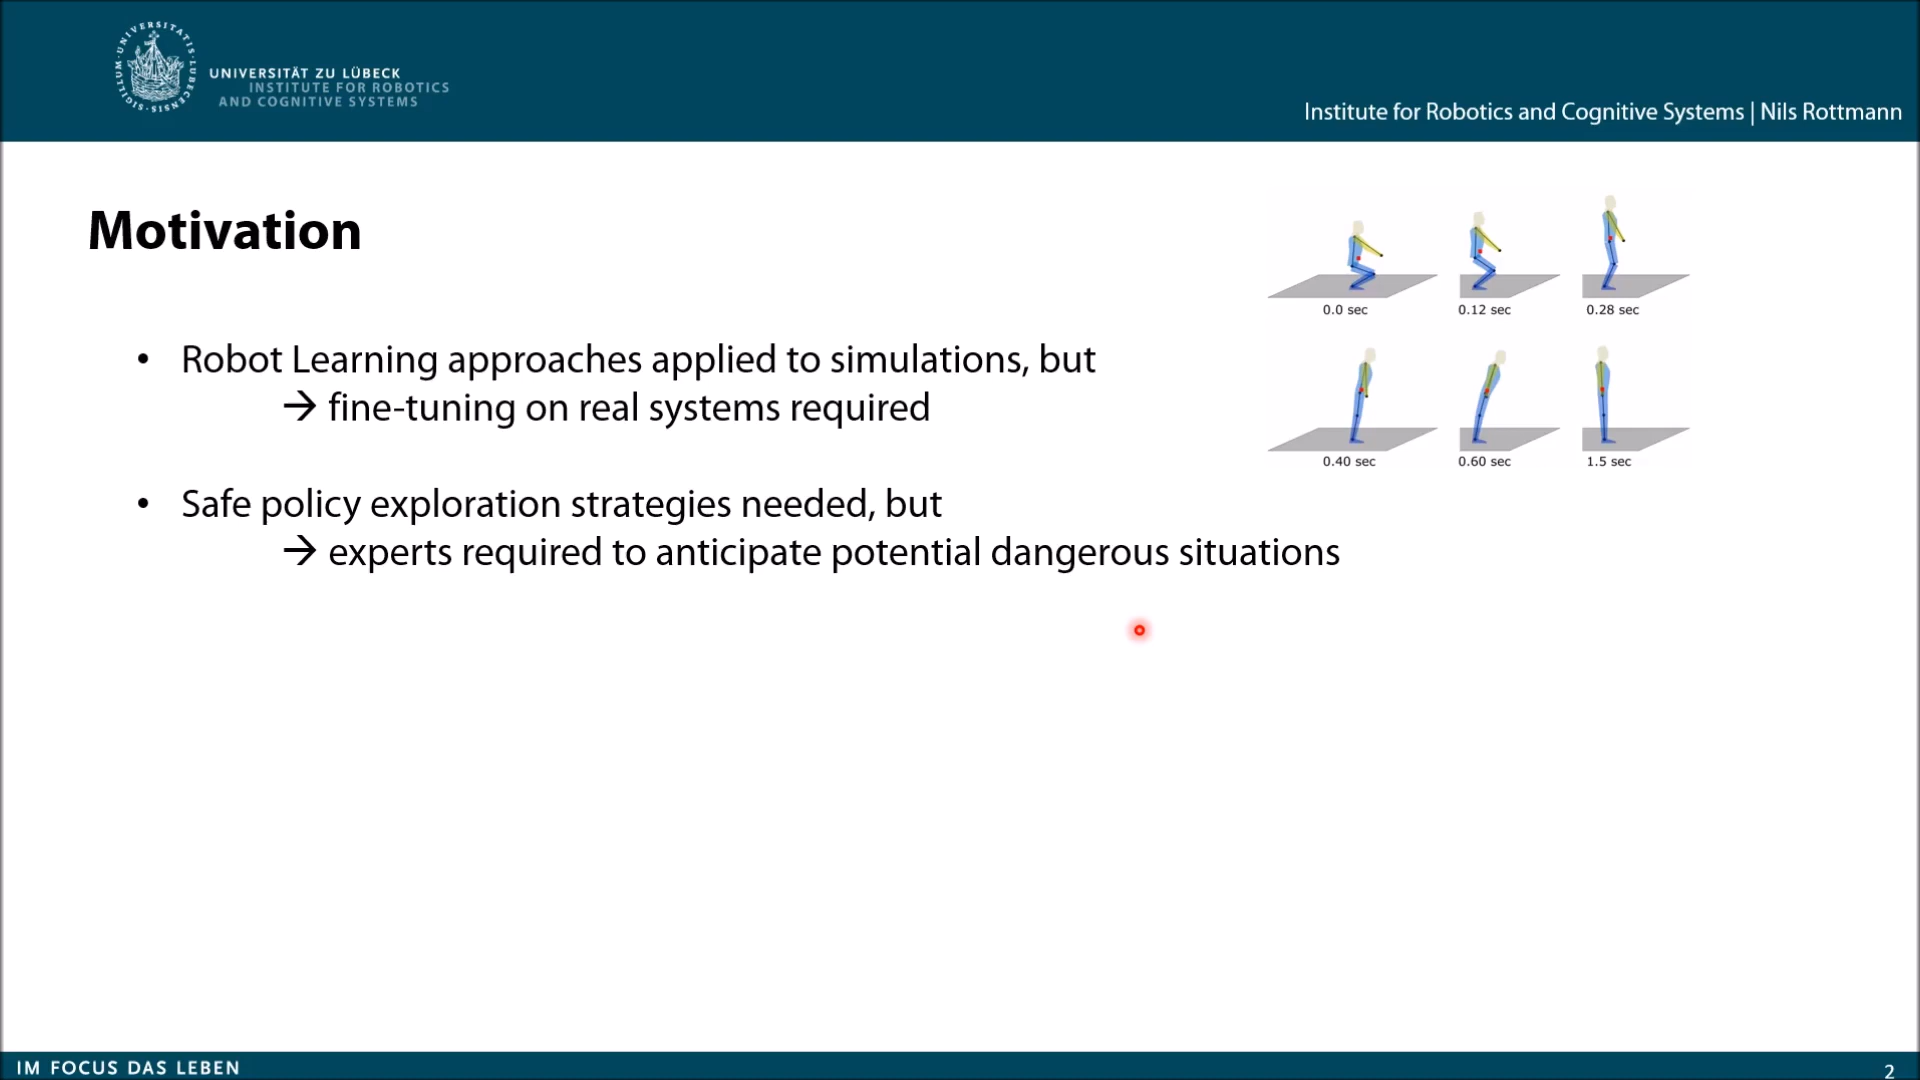 SIGILLUM·UNIVERSITATIS·LUBECENSIS
UNIVERSITÄT ZU LÜBECK
INSTITUTE FOR ROBOTICS
AND COGNITIVE SYSTEMS
Institute for Robotics and Cognitive Systems | Nils Rottmann
Motivation
0.0 sec 0.12 sec 0.28 sec
• Robot Learning approaches applied to simulations, but
→ fine-tuning on real systems required
0.40 sec 0.60 sec 1.5 sec
• Safe policy exploration strategies needed, but
→ experts required to anticipate potential dangerous situations
IM FOCUS DAS LEBEN
2